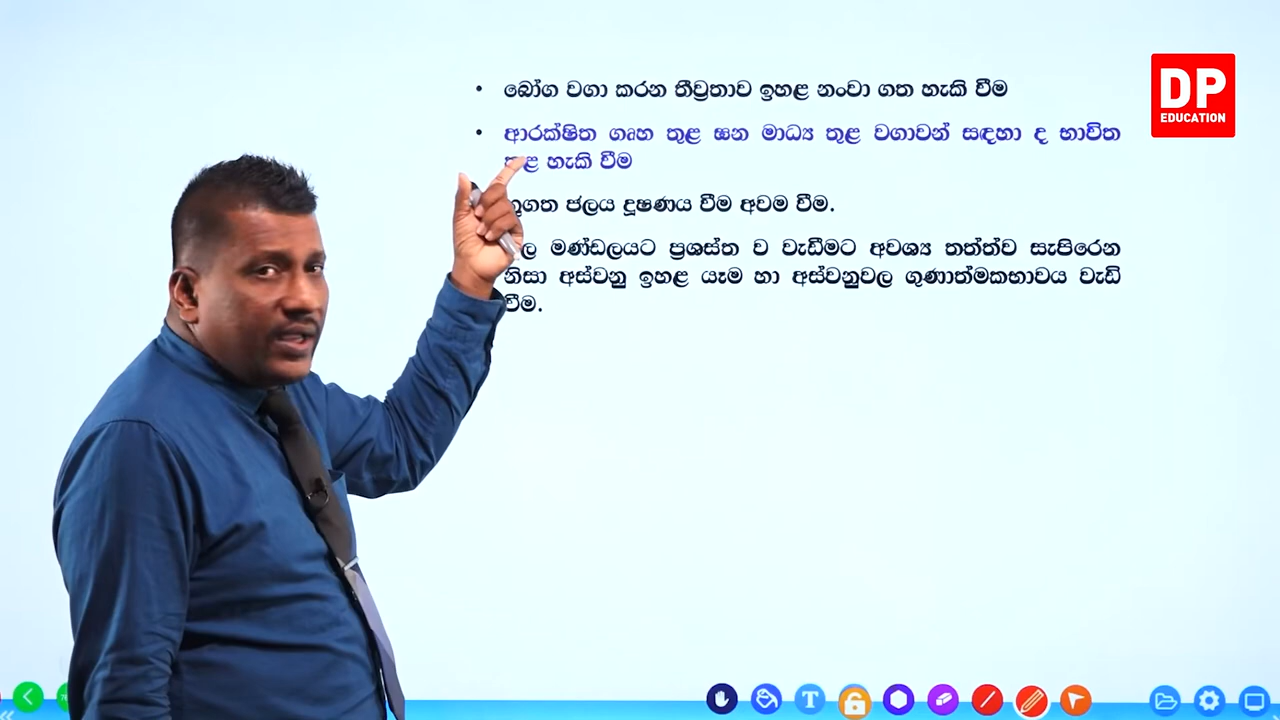 DP
EDUCATION
• බෝග වගා කරන තීව්‍රතාව ඉහළ නංවා ගත හැකි වීම
• ආරක්ෂිත ගෘහ තුළ ඝන මාධ්‍ය තුළ වගාවන් සඳහා ද භාවිත
හැකි වීම
ජලය දූෂණය වීම අවම වීම.
මණ්ඩලයට ප්‍රශස්ත ව වැඩීමට අවශ්‍ය තත්ත්ව සැපිරෙන
නිසා අස්වනු ඉහළ යෑම හා අස්වනුවල ගුණාත්මකභාවය වැඩි
වීම.
T